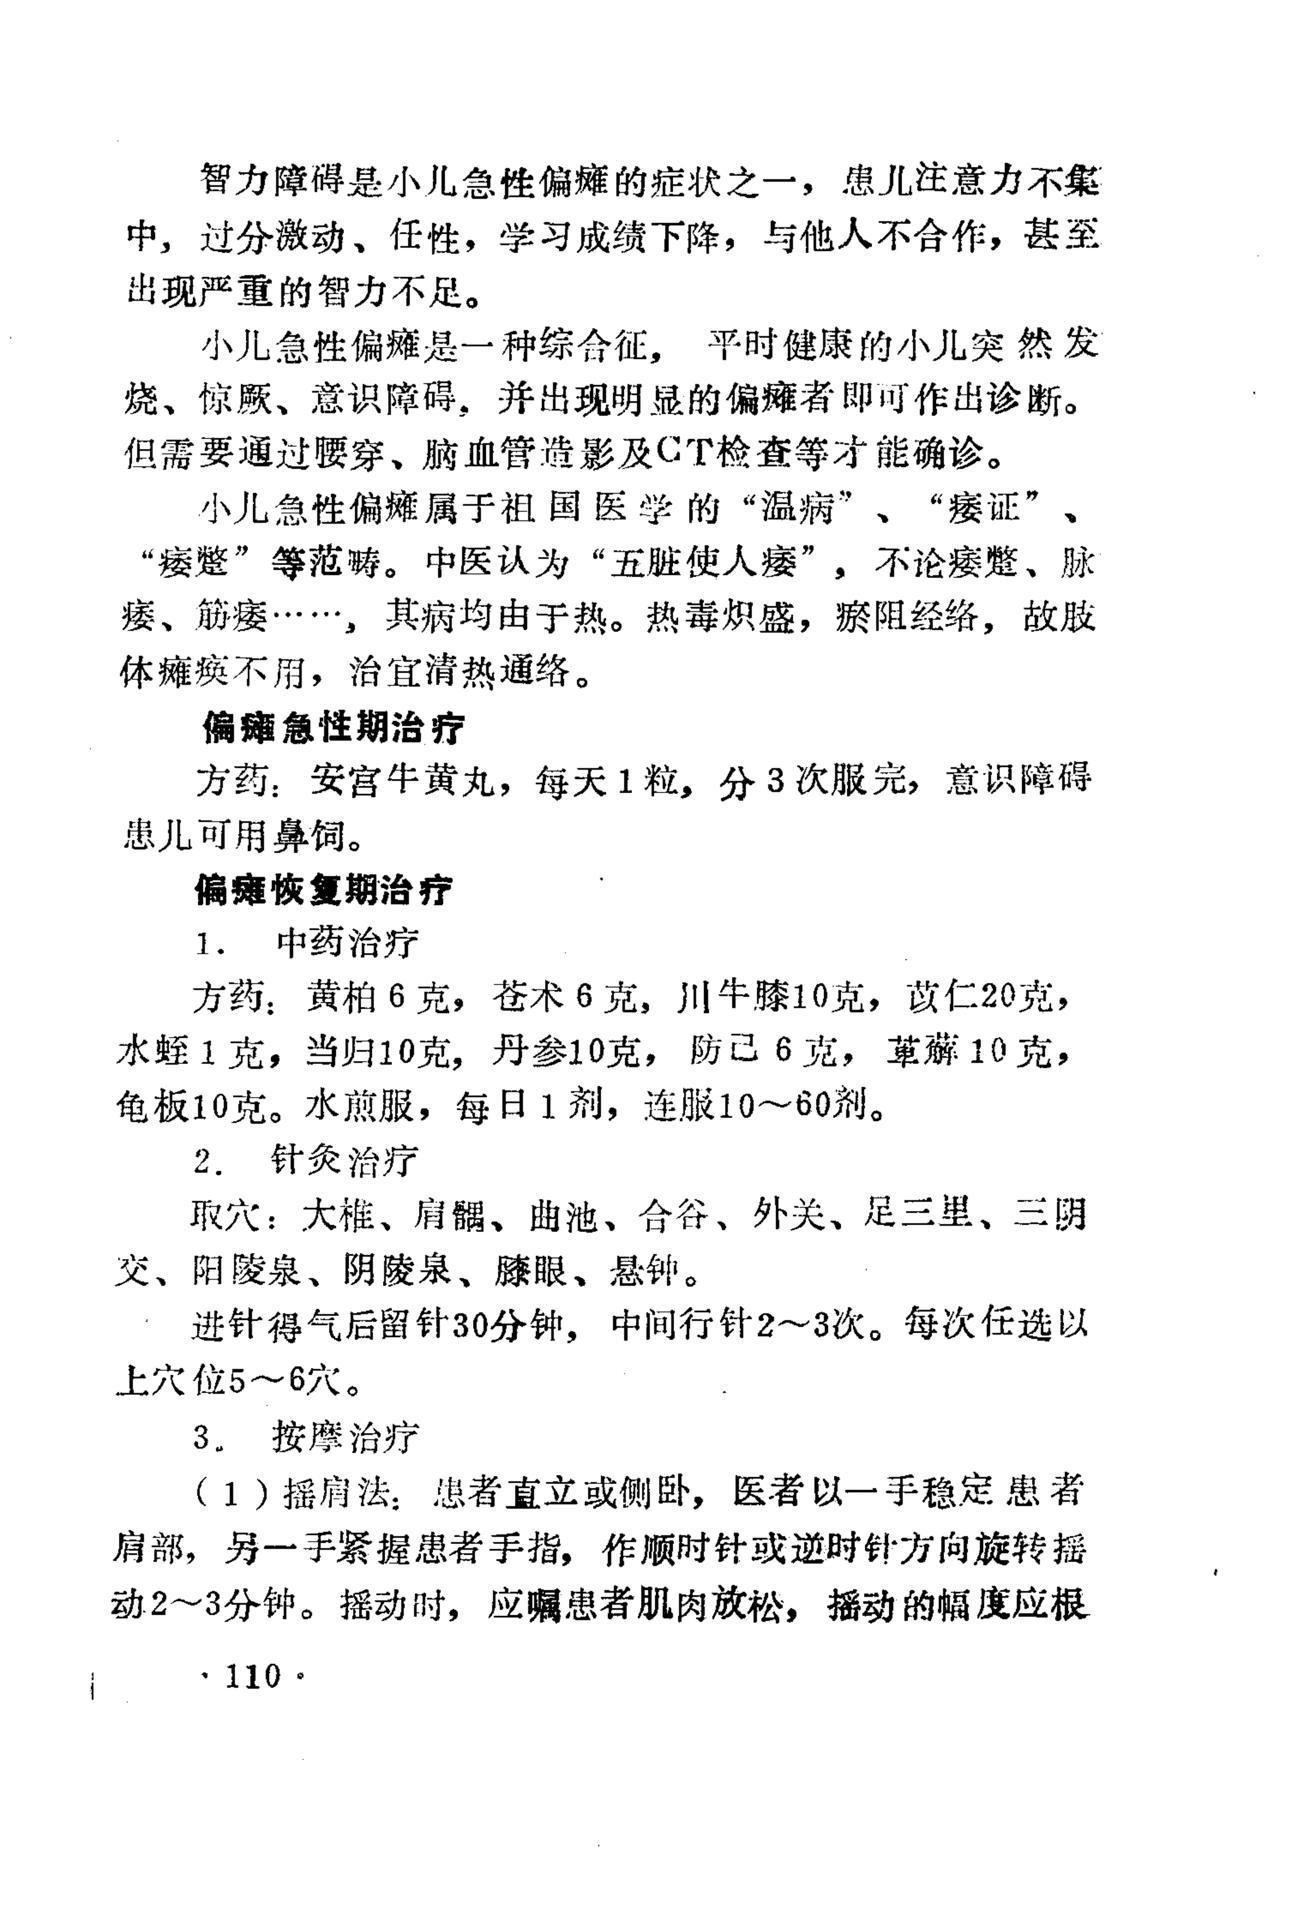 智力障碍是小儿急性偏瘫的症状之一，患儿注意力不集
中，过分激动、任性，学习成绩下降，与他人不合作，甚至
出现严重的智力不足。
小儿急性偏瘫是一种综合征，平时健康的小儿突然发
烧、惊厥、意识障碍，并出现明显的偏瘫者即可作出诊断。
但需要通过腰穿、脑血管造影及CT检查等才能确诊。
小儿急性偏瘫属于祖国医学的“温病”、“痿证”、
“痿躄”等范畴。中医认为“五脏使人痿”，不论痿躄、脉
痿、筋痿……，其病均由于热。热毒炽盛，瘀阻经络，故肢
体瘫痪不用，治宜清热通络。
偏瘫急性期治疗
方药：安宫牛黄丸，每天1粒，分3次服完，意识障碍
患儿可用鼻饲。
偏瘫恢复期治疗
1． 中药治疗
方药：黄柏6克，苍术6克，川牛膝10克，苡仁20克，
水蛭1克，当归10克，丹参10克，防己6克，萆薢10克，
龟板10克。水煎服，每日1剂，连服10～60剂。
2． 针灸治疗
取穴：大椎、肩髃、曲池、合谷、外关、足三里、三阴
交、阳陵泉、阴陵泉、膝眼、悬钟。
进针得气后留针30分钟，中间行针2～3次。每次任选以
上穴位5～6穴。
3． 按摩治疗
（1）摇肩法：患者直立或侧卧，医者以一手稳定患者
肩部，另一手紧握患者手指，作顺时针或逆时针方向旋转摇
动2～3分钟。摇动时，应嘱患者肌肉放松，摇动的幅度应根
·110·